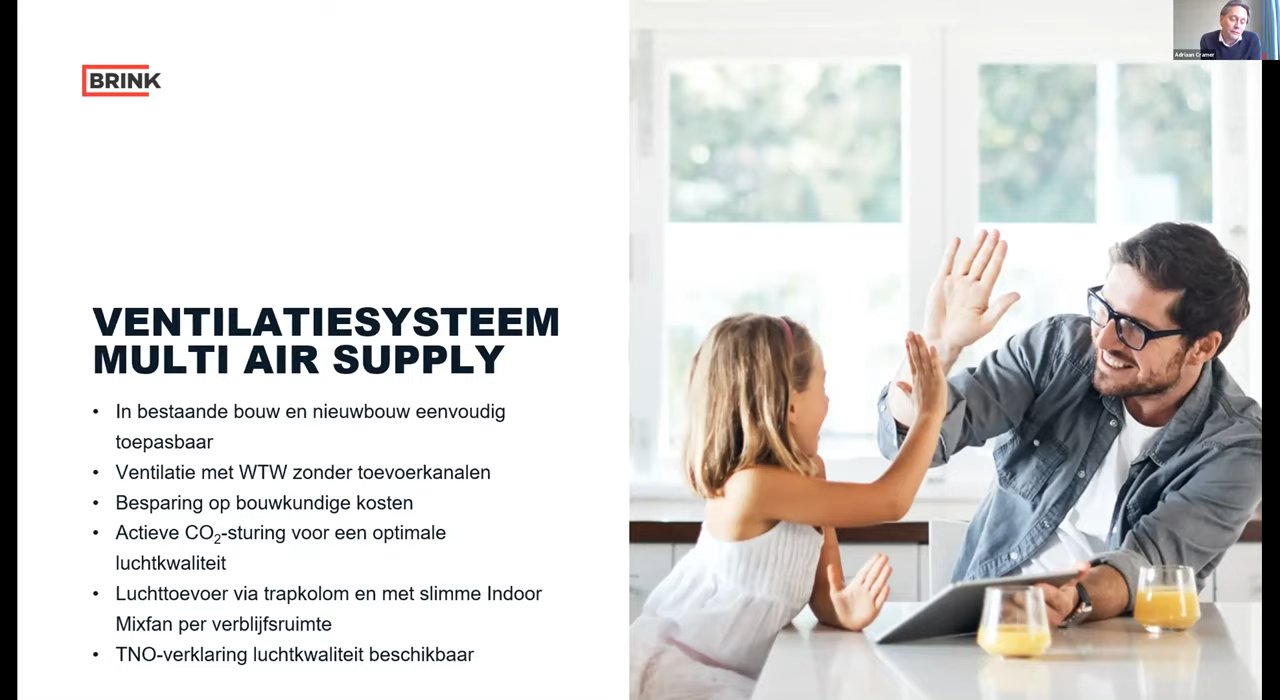 Adriaan Cramer
BRINK
VENTILATIESYSTEEM
MULTI AIR SUPPLY
• In bestaande bouw en nieuwbouw eenvoudig
toepasbaar
• Ventilatie met WTW zonder toevoerkanalen
• Besparing op bouwkundige kosten
• Actieve CO₂-sturing voor een optimale
luchtkwaliteit
• Luchttoevoer via trapkolom en met slimme Indoor
Mixfan per verblijfsruimte
• TNO-verklaring luchtkwaliteit beschikbaar